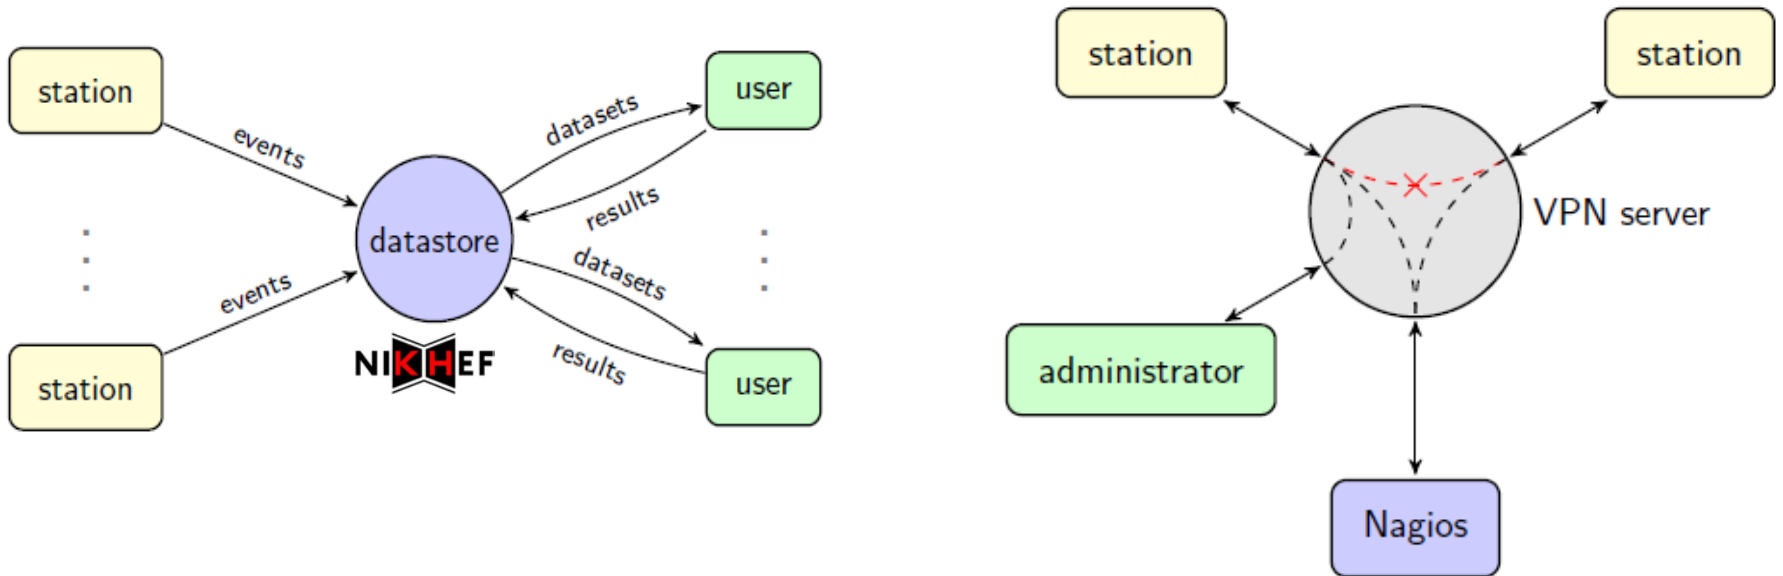 station
events
datasets
user
results
datastore
datasets
events
results
station
NIKHEF
user
station
station
VPN server
administrator
Nagios